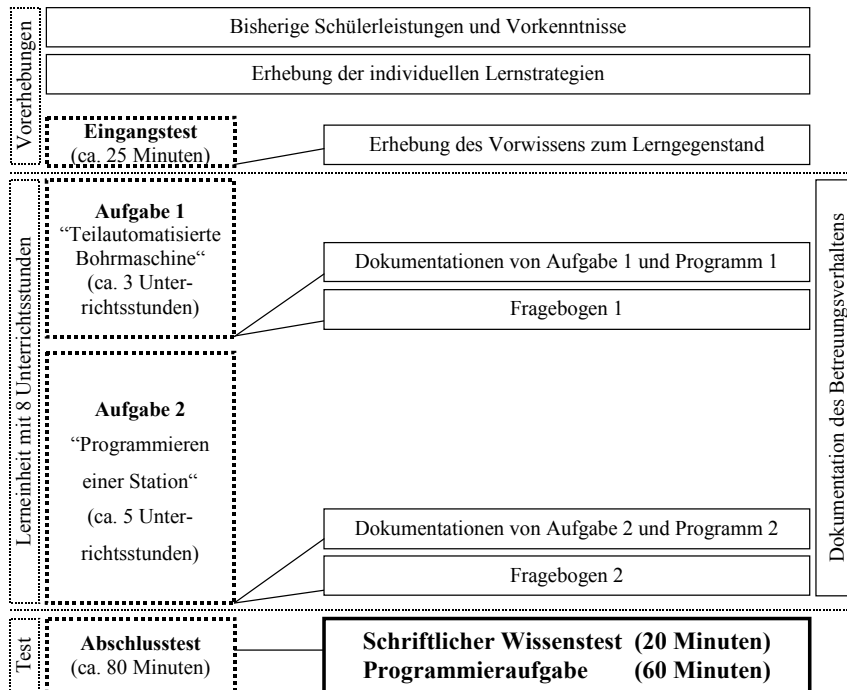 Vorerhebungen
Bisherige Schülerleistungen und Vorkenntnisse
Erhebung der individuellen Lernstrategien
Eingangstest
(ca. 25 Minuten)
Erhebung des Vorwissens zum Lerngegenstand
Lerneinheit mit 8 Unterrichtsstunden
Aufgabe 1
“Teilautomatisierte
Bohrmaschine“
(ca. 3 Unter-
richtsstunden)
Dokumentationen von Aufgabe 1 und Programm 1
Fragebogen 1
Aufgabe 2
“Programmieren
einer Station“
(ca. 5 Unter-
richtsstunden)
Dokumentationen von Aufgabe 2 und Programm 2
Fragebogen 2
Dokumentation des Betreuungsverhaltens
Test
Abschlusstest
(ca. 80 Minuten)
Schriftlicher Wissenstest (20 Minuten)
Programmieraufgabe (60 Minuten)